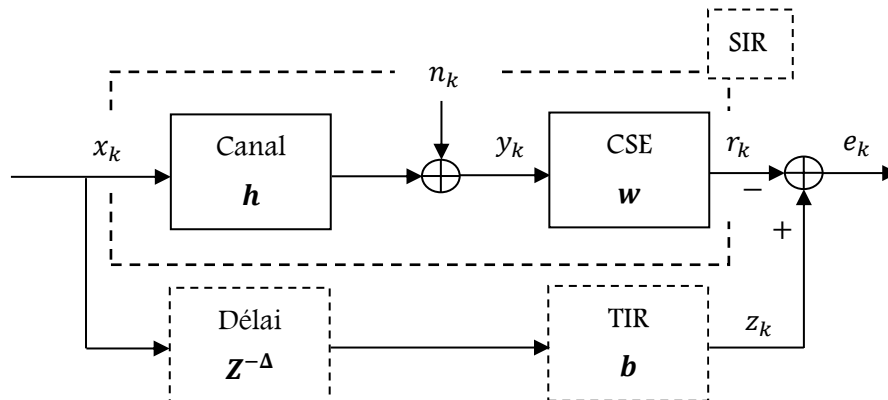 SIR
n_k
x_k
Canal
h
y_k
CSE
w
r_k
e_k
−
+
Délai
Z^{−Δ}
TIR
b
z_k